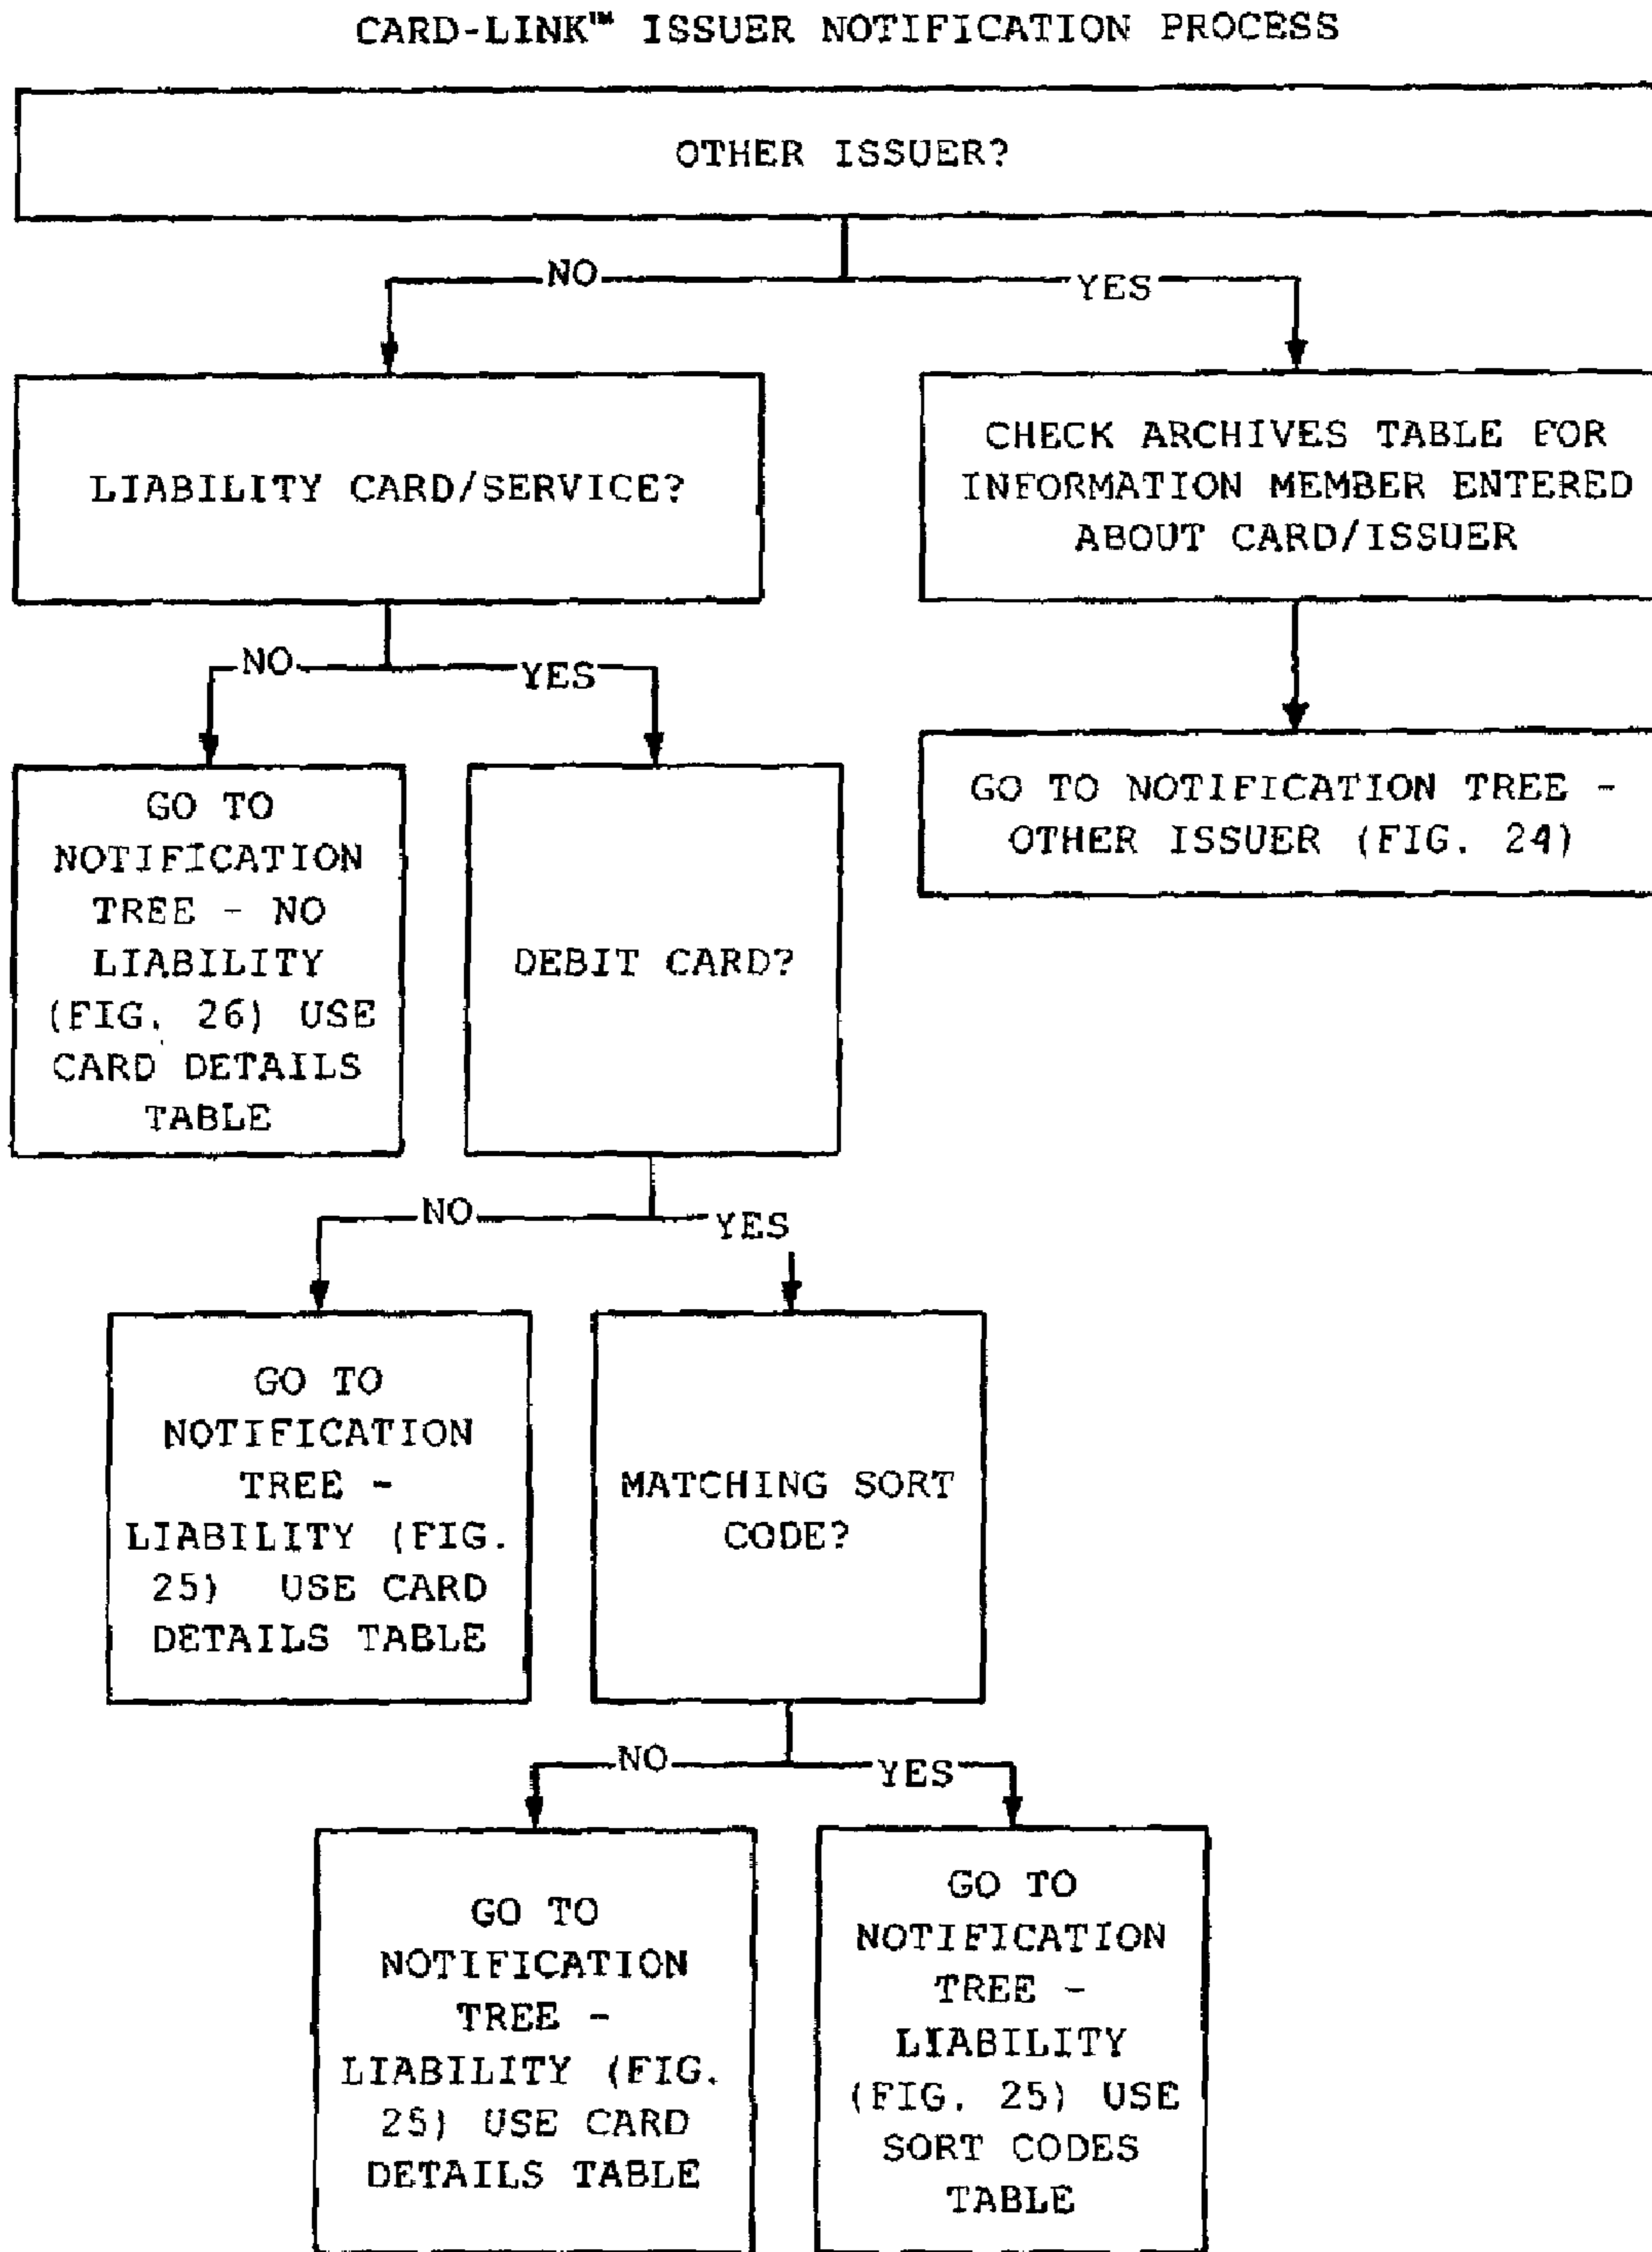 CARD-LINK™ ISSUER NOTIFICATION PROCESS
OTHER ISSUER?
NO
YES
LIABILITY CARD/SERVICE?
CHECK ARCHIVES TABLE FOR
INFORMATION MEMBER ENTERED
ABOUT CARD/ISSUER
NO
YES
GO TO NOTIFICATION TREE -
OTHER ISSUER (FIG. 24)
GO TO
NOTIFICATION
TREE - NO
LIABILITY
(FIG. 26) USE
CARD DETAILS
TABLE
DEBIT CARD?
NO
YES
GO TO
NOTIFICATION
TREE -
LIABILITY (FIG.
25) USE CARD
DETAILS TABLE
MATCHING SORT
CODE?
NO
YES
GO TO
NOTIFICATION
TREE -
LIABILITY (FIG.
25) USE CARD
DETAILS TABLE
GO TO
NOTIFICATION
TREE -
LIABILITY
(FIG. 25) USE
SORT CODES
TABLE